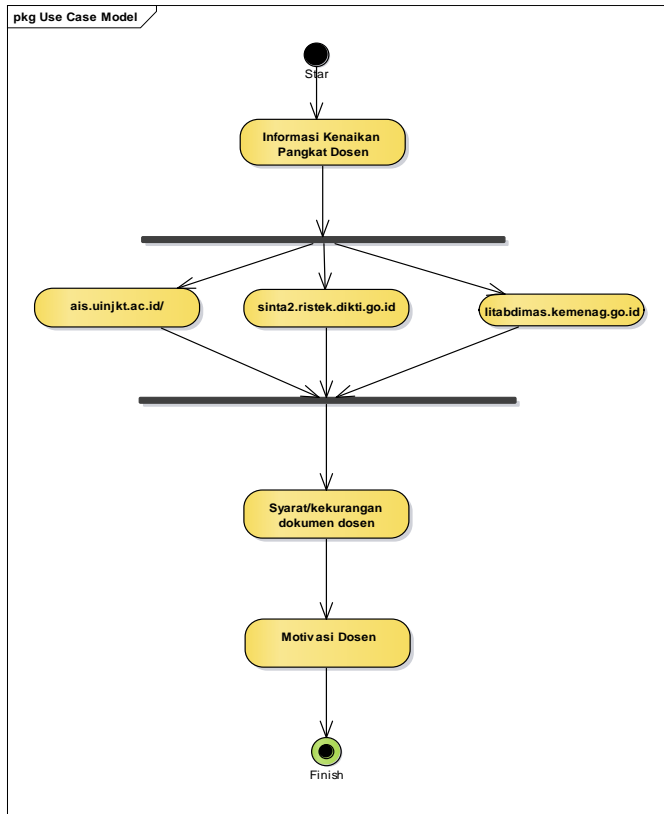 pkg Use Case Model
Star
Informasi Kenaikan
Pangkat Dosen
ais.uinjkt.ac.id/
sinta2.ristek.dikti.go.id
litabdimas.kemenag.go.id
Syarat/kekurangan
dokumen dosen
Motivasi Dosen
Finish